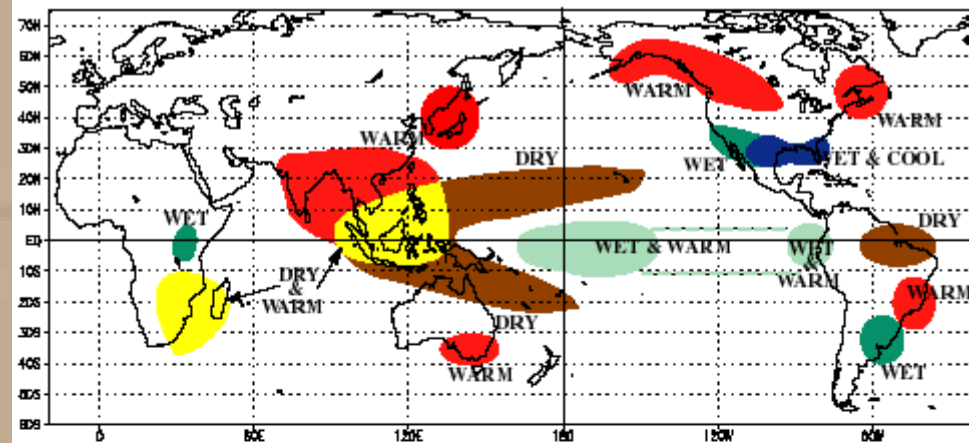 70N
60N
50N
40N
30N
20N
10N
EQ
10S
20S
30S
40S
50S
60S
0
60E
120E
180
120W
60W
WARM
WARM
WARM
WET
WET & COOL
DRY
WET
WET & WARM
WET
&
WARM
DRY
DRY
&
WARM
WARM
DRY
WARM
WET